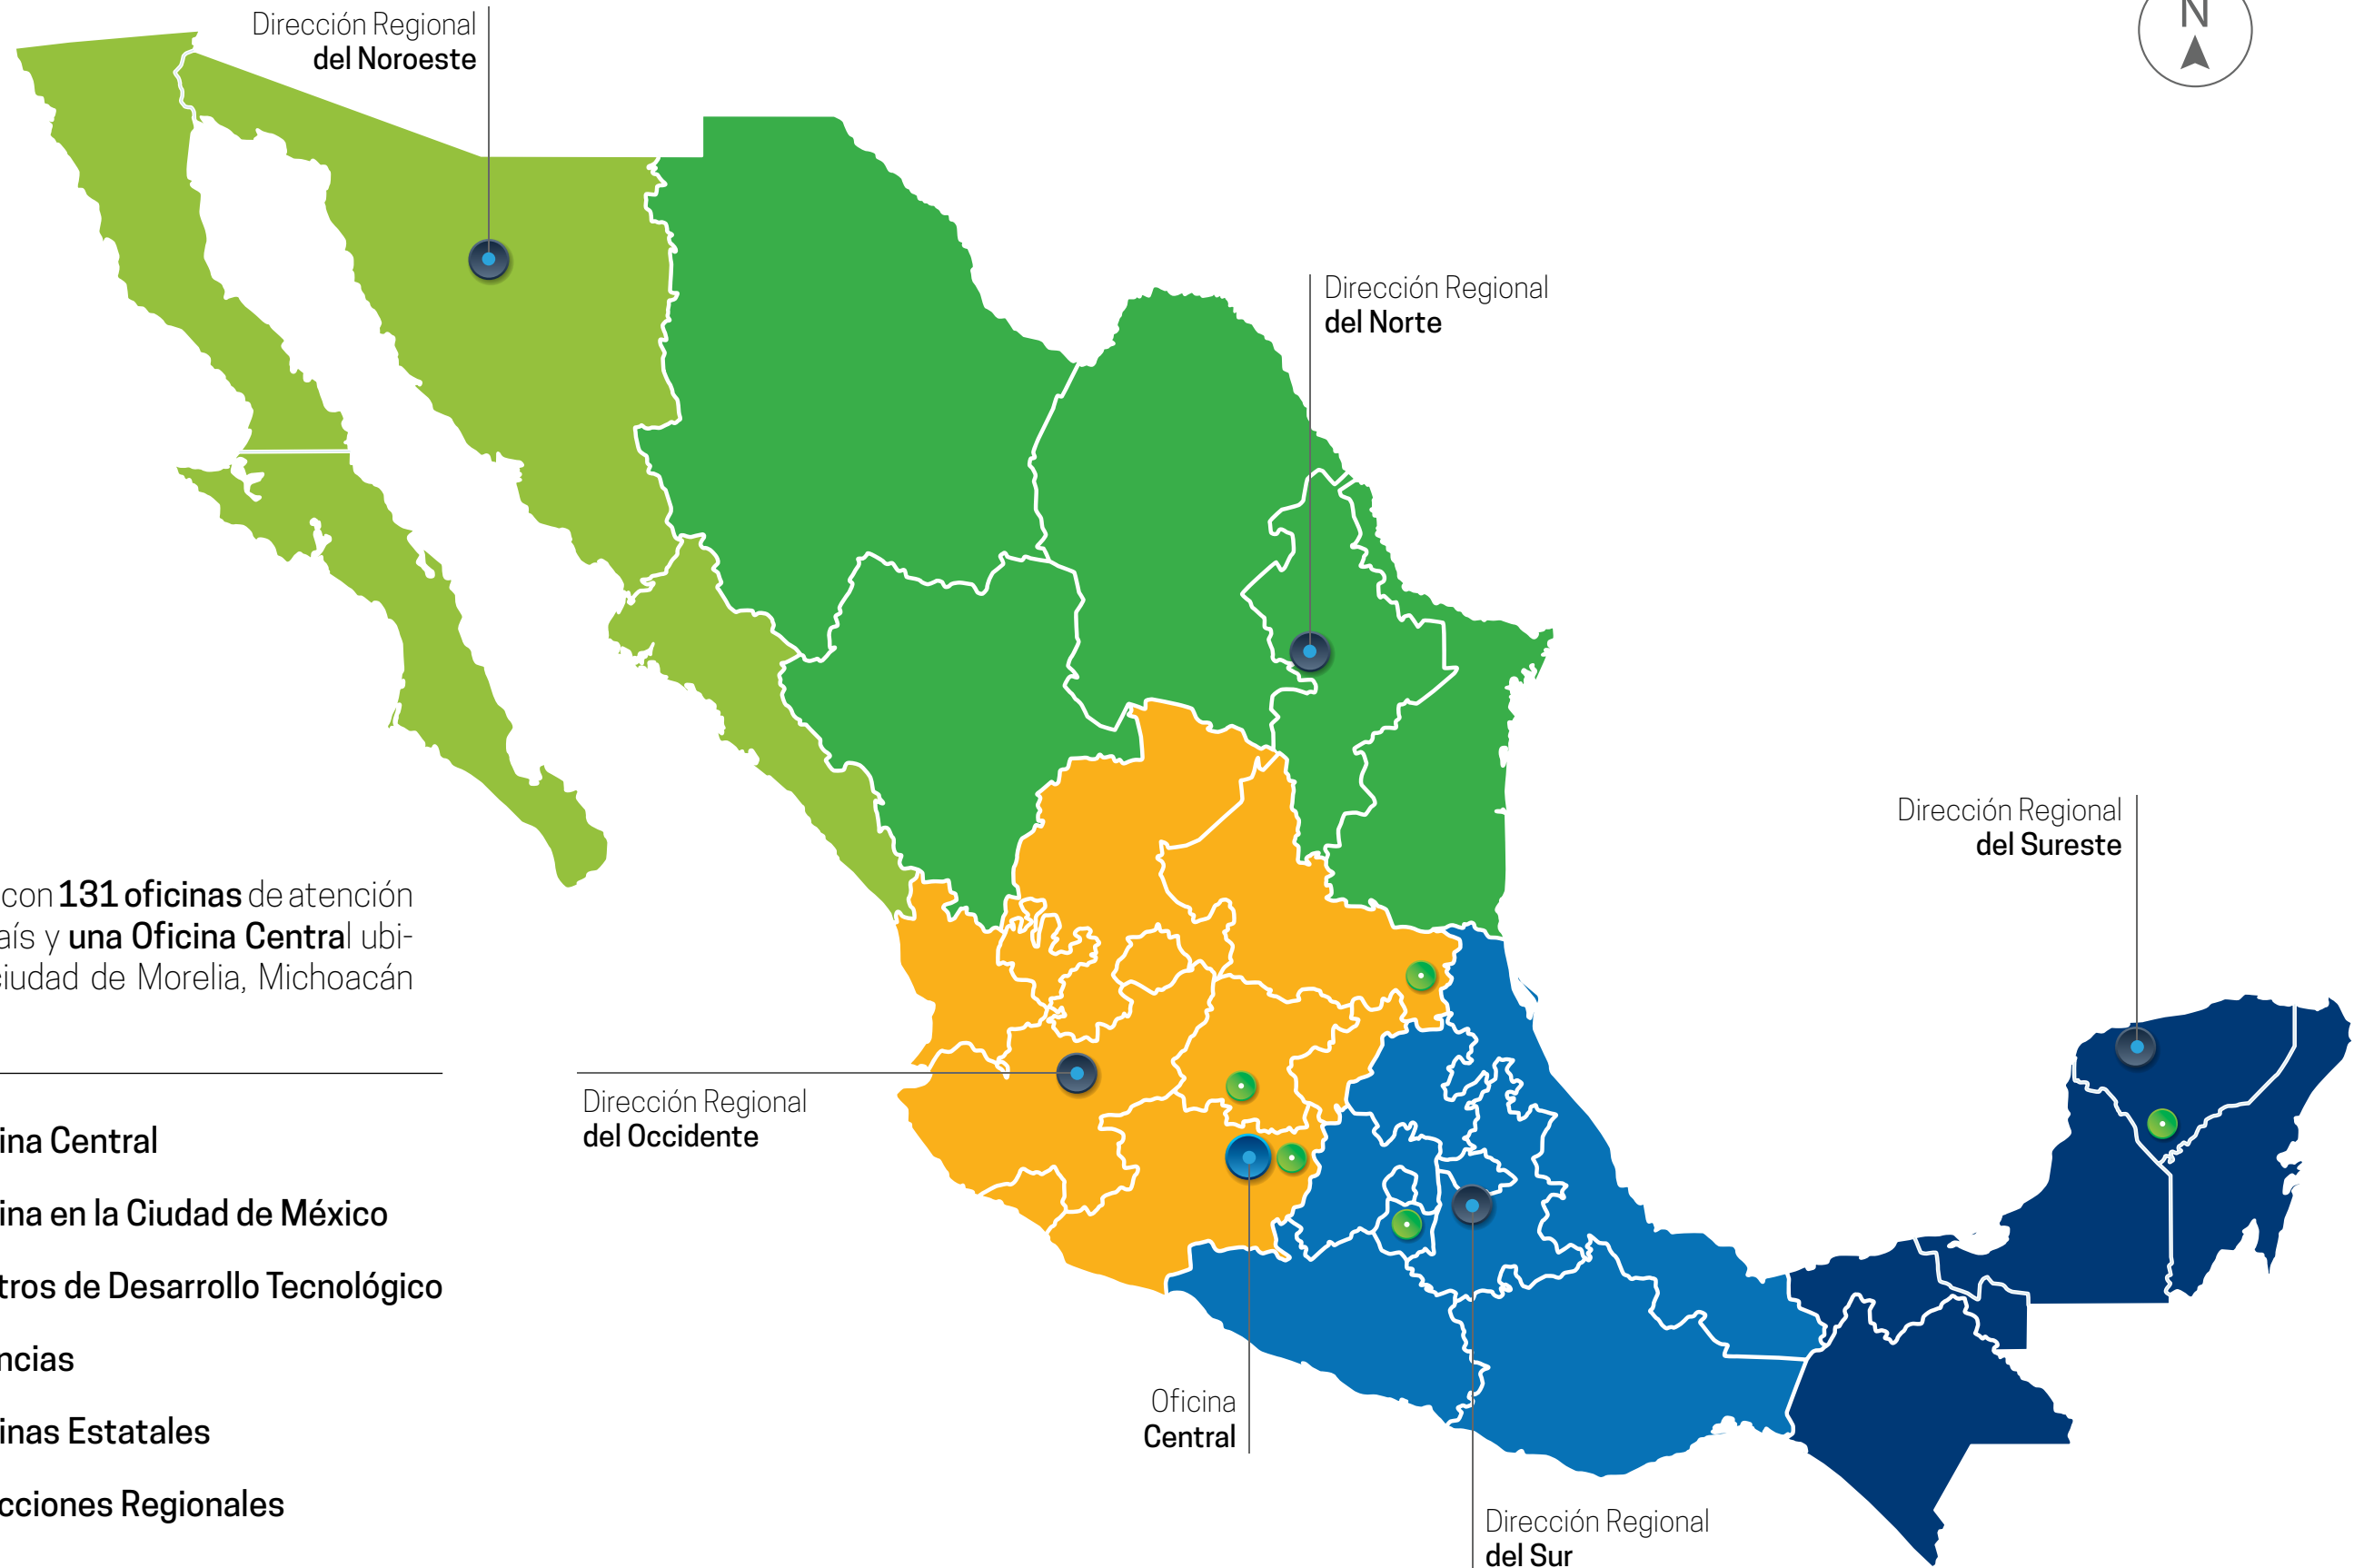 Dirección Regional
del Noroeste
N
Dirección Regional
del Norte
Dirección Regional
del Sureste
con 131 oficinas de atención
aís y una Oficina Central ubi-
ciudad de Morelia, Michoacán
Dirección Regional
del Occidente
ina Central
ina en la Ciudad de México
tros de Desarrollo Tecnológico
ncias
inas Estatales
cciones Regionales
Oficina
Central
Dirección Regional
del Sur